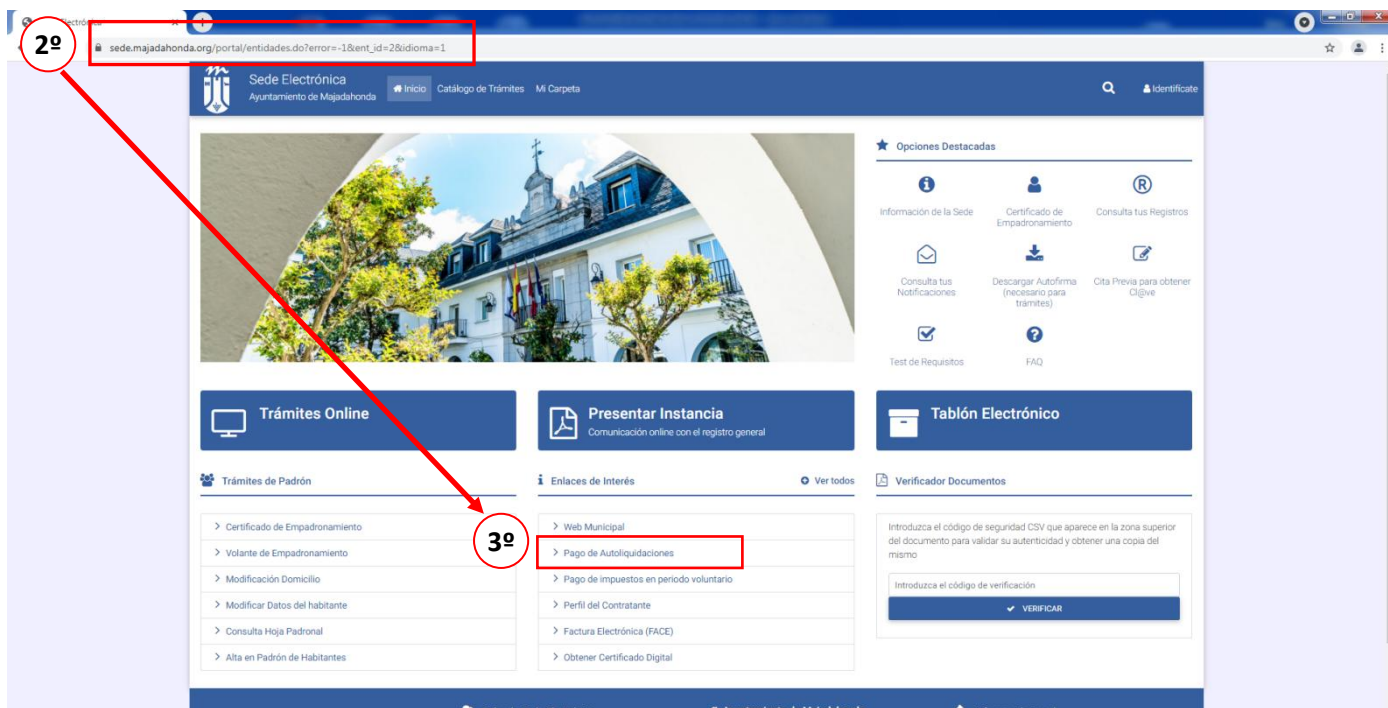 Electrónica
2º
sede.majadahonda.org/portal/entidades.do?error=-1&ent_id=2&idioma=1
Sede Electrónica
Ayuntamiento de Majadahonda
Inicio Catálogo de Trámites Mi Carpeta
Identifícate
Opciones Destacadas
Información de la Sede
Certificado de
Empadronamiento
Consulta tus Registros
Consulta tus
Notificaciones
Descargar Autofirma
(necesario para
trámites)
Cita Previa para obtener
Cl@ve
Test de Requisitos
FAQ
Trámites Online
Presentar Instancia
Comunicación online con el registro general
Tablón Electrónico
Trámites de Padrón
Certificado de Empadronamiento
Volante de Empadronamiento
Modificación Domicilio
Modificar Datos del habitante
Consulta Hoja Padronal
Alta en Padrón de Habitantes
Enlaces de Interés
Ver todos
3º
Web Municipal
Pago de Autoliquidaciones
Pago de impuestos en periodo voluntario
Perfil del Contratante
Factura Electrónica (FACE)
Obtener Certificado Digital
Verificador Documentos
Introduzca el código de seguridad CSV que aparece en la zona superior
del documento para validar su autenticidad y obtener una copia del
mismo
Introduzca el código de verificación
VERIFICAR